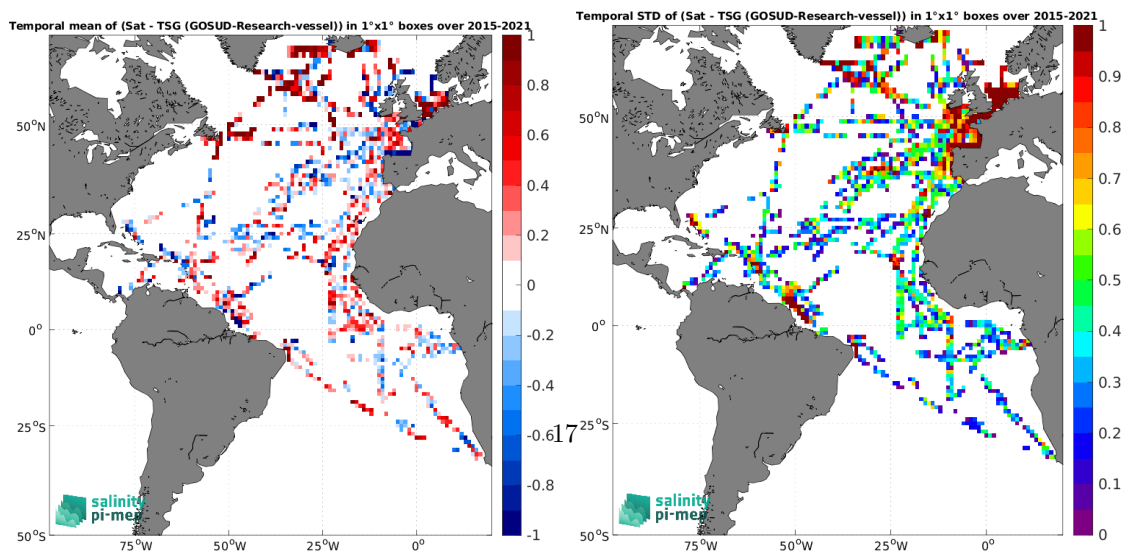 Temporal mean of (Sat - TSG (GOSUD-Research-vessel)) in 1°x1° boxes over 2015-2021
1
0.8
0.6
0.4
0.2
0
-0.2
-0.4
-0.6
-0.8
-1
50°N
25°N
0°
25°S
50°S
75°W
50°W
25°W
0°
salinity
pi-mep
17
Temporal STD of (Sat - TSG (GOSUD-Research-vessel)) in 1°x1° boxes over 2015-2021
1
0.9
0.8
0.7
0.6
0.5
0.4
0.3
0.2
0.1
0
50°N
25°N
0°
25°S
50°S
75°W
50°W
25°W
0°
salinity
pi-mep